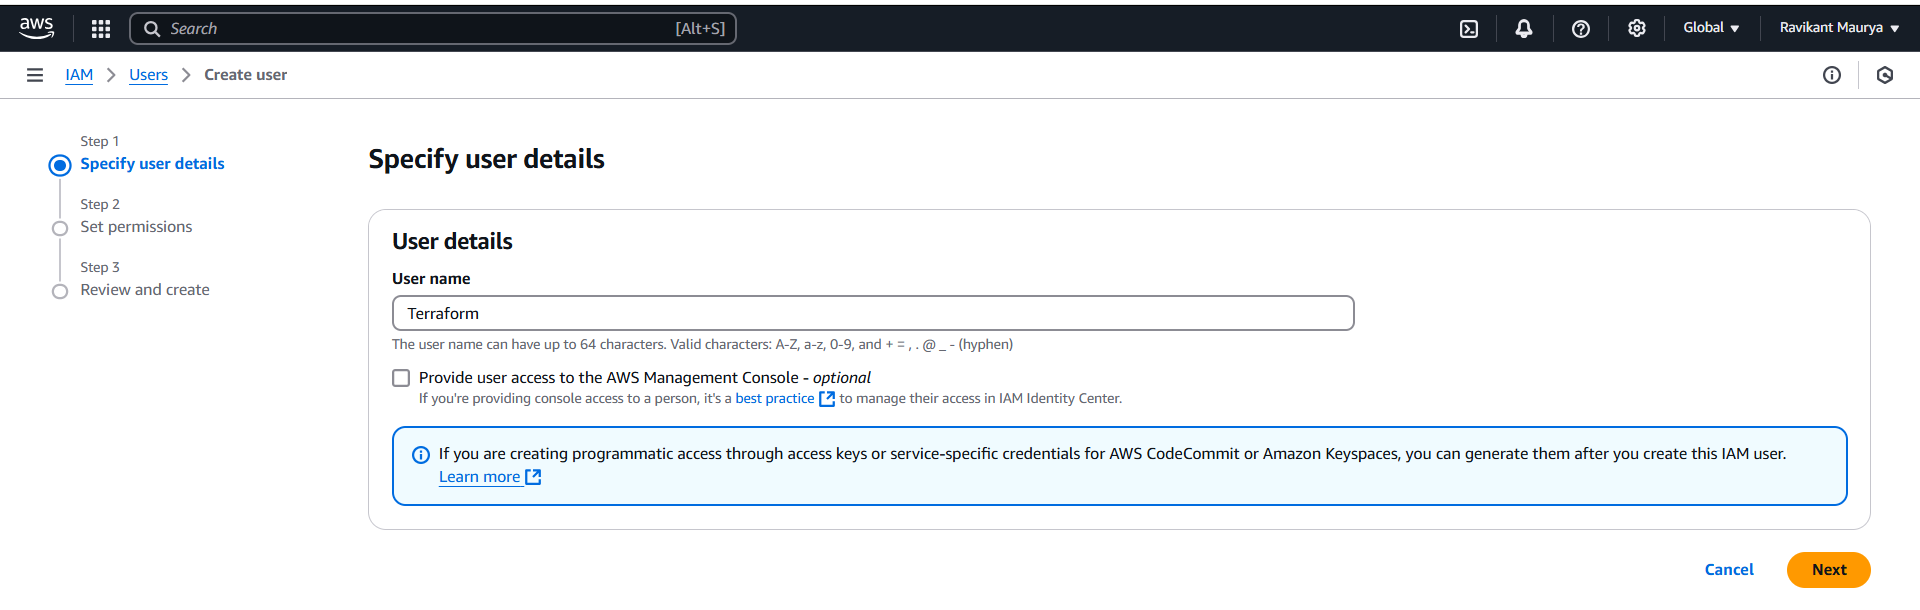 aws
Search [Alt+S]
Global
Ravikant Maurya
IAM
Users
Create user
Step 1
Specify user details
Step 2
Set permissions
Step 3
Review and create
Specify user details
User details
User name
Terraform
The user name can have up to 64 characters. Valid characters: A-Z, a-z, 0-9, and + = , . @ _ - (hyphen)
Provide user access to the AWS Management Console - optional
If you're providing console access to a person, it's a best practice to manage their access in IAM Identity Center.
If you are creating programmatic access through access keys or service-specific credentials for AWS CodeCommit or Amazon Keyspaces, you can generate them after you create this IAM user.
Learn more
Cancel
Next